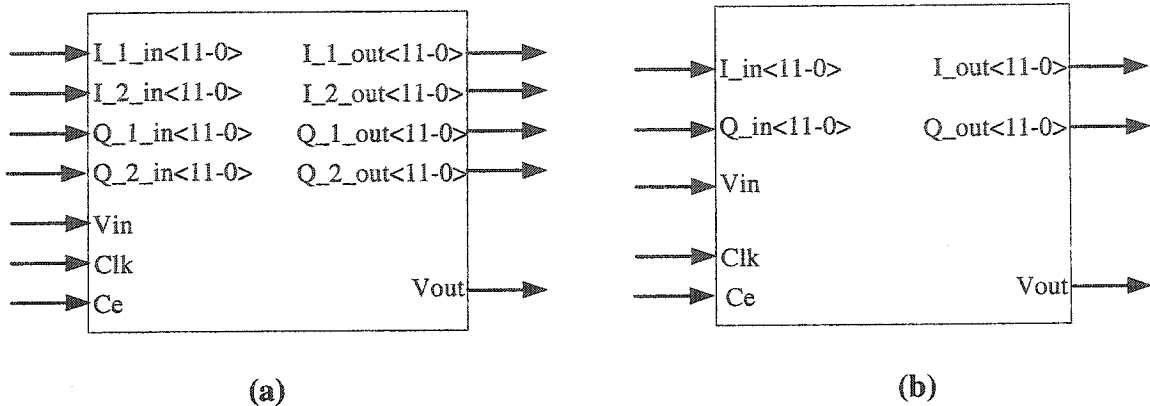 I_1_in<11-0> I_1_out<11-0>
I_2_in<11-0> I_2_out<11-0>
Q_1_in<11-0> Q_1_out<11-0>
Q_2_in<11-0> Q_2_out<11-0>
Vin
Clk
Vout
Ce
(a)
I_in<11-0> I_out<11-0>
Q_in<11-0> Q_out<11-0>
Vin
Clk
Vout
Ce
(b)